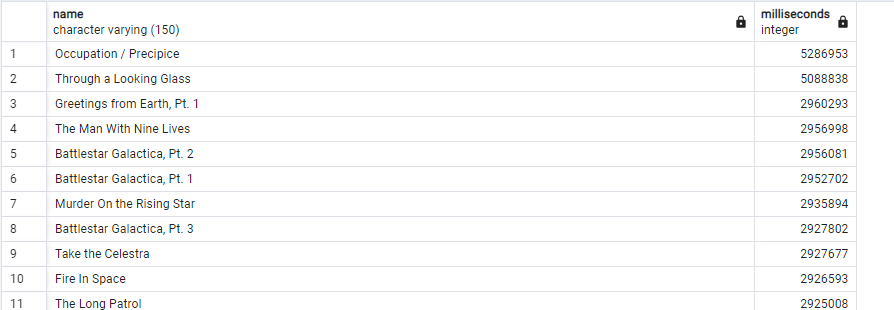 name milliseconds
character varying (150) integer
1 Occupation / Precipice 5286953
2 Through a Looking Glass 5088838
3 Greetings from Earth, Pt. 1 2960293
4 The Man With Nine Lives 2956998
5 Battlestar Galactica, Pt. 2 2956081
6 Battlestar Galactica, Pt. 1 2952702
7 Murder On the Rising Star 2935894
8 Battlestar Galactica, Pt. 3 2927802
9 Take the Celestra 2927677
10 Fire In Space 2926593
11 The Long Patrol 2925008